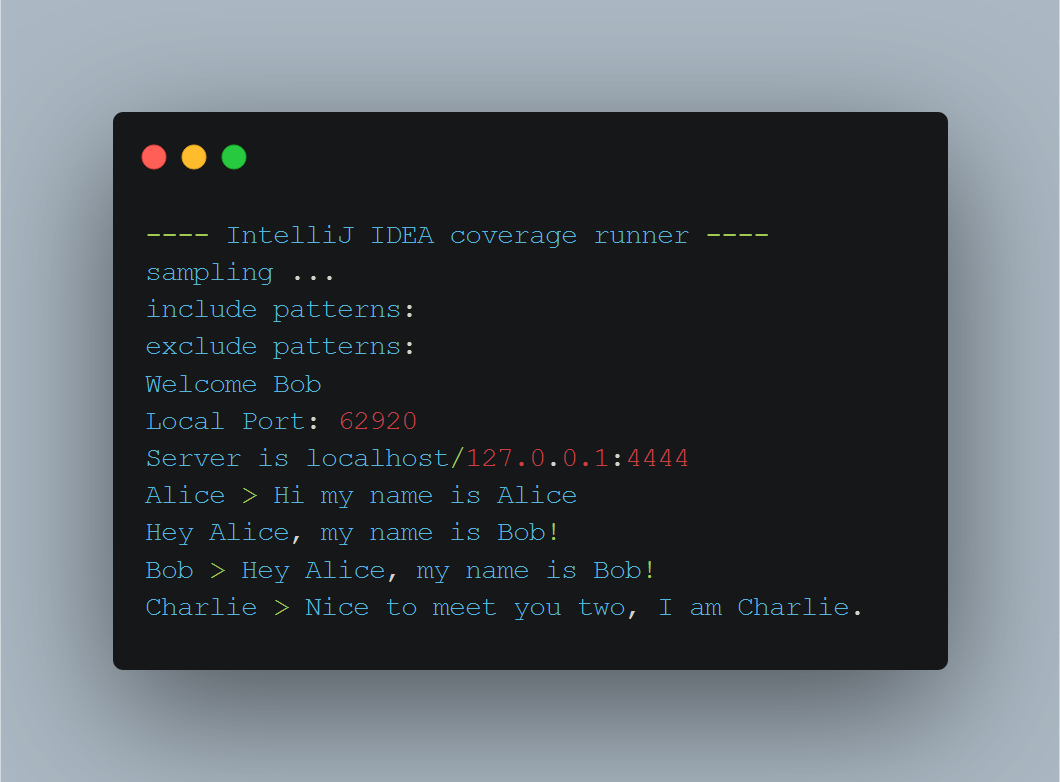 ---- IntelliJ IDEA coverage runner ----
sampling ...
include patterns:
exclude patterns:
Welcome Bob
Local Port: 62920
Server is localhost/127.0.0.1:4444
Alice > Hi my name is Alice
Hey Alice, my name is Bob!
Bob > Hey Alice, my name is Bob!
Charlie > Nice to meet you two, I am Charlie.